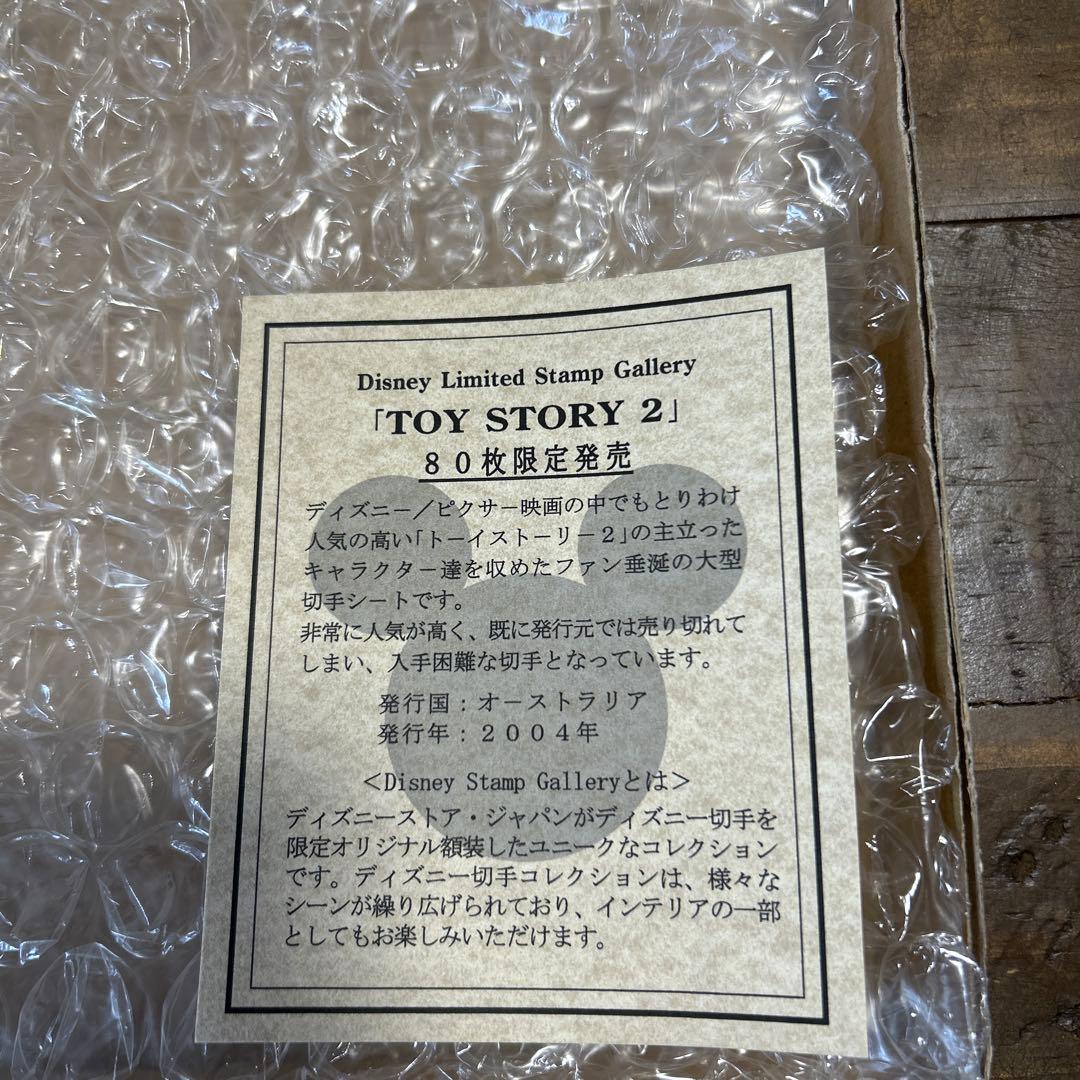 Disney Limited Stamp Gallery
「TOY STORY 2」
８０枚限定発売
ディズニー／ピクサー映画の中でもとりわけ
人気の高い「トーイストーリー２」の主立った
キャラクター達を収めたファン垂涎の大型
切手シートです。
非常に人気が高く、既に発行元では売り切れて
しまい、入手困難な切手となっています。
発行国：オーストラリア
発行年：２００４年
＜Disney Stamp Galleryとは＞
ディズニーストア・ジャパンがディズニー切手を
限定オリジナル額装したユニークなコレクション
です。ディズニー切手コレクションは、様々な
シーンが繰り広げられており、インテリアの一部
としてもお楽しみいただけます。